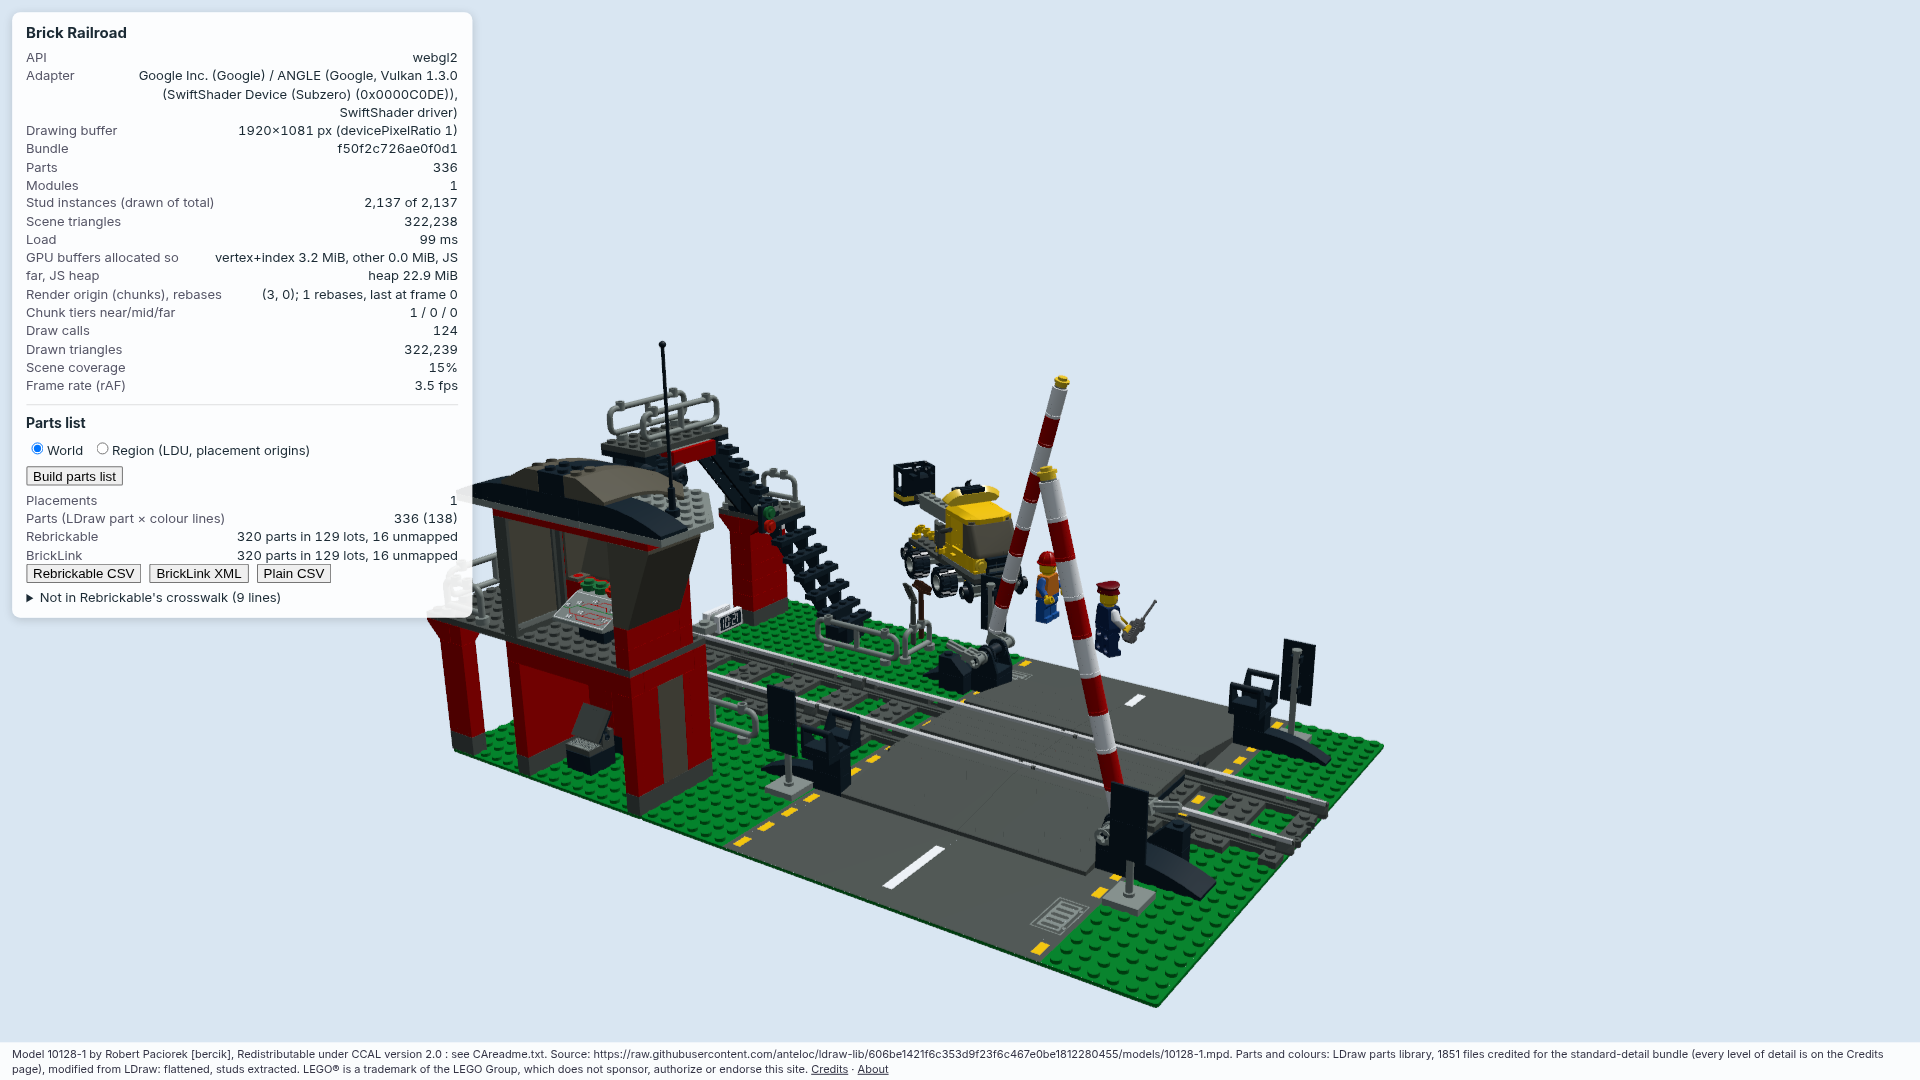 Brick Railroad
API webgl2
Adapter Google Inc. (Google) / ANGLE (Google, Vulkan 1.3.0
(SwiftShader Device (Subzero) (0x0000C0DE)),
SwiftShader driver)
Drawing buffer 1920×1081 px (devicePixelRatio 1)
Bundle f50f2c726ae0f0d1
Parts 336
Modules 1
Stud instances (drawn of total) 2,137 of 2,137
Scene triangles 322,238
Load 99 ms
GPU buffers allocated so vertex+index 3.2 MiB, other 0.0 MiB, JS
far, JS heap heap 22.9 MiB
Render origin (chunks), rebases (3, 0); 1 rebases, last at frame 0
Chunk tiers near/mid/far 1 / 0 / 0
Draw calls 124
Drawn triangles 322,239
Scene coverage 15%
Frame rate (rAF) 3.5 fps
Parts list
World Region (LDU, placement origins)
Build parts list
Placements 1
Parts (LDraw part × colour lines) 336 (138)
Rebrickable 320 parts in 129 lots, 16 unmapped
BrickLink 320 parts in 129 lots, 16 unmapped
Rebrickable CSV BrickLink XML Plain CSV
▶ Not in Rebrickable's crosswalk (9 lines)
Model 10128-1 by Robert Paciorek [bercik], Redistributable under CCAL version 2.0 : see CAreadme.txt. Source: https://raw.githubusercontent.com/anteloc/ldraw-lib/606be1421f6c353d9f23f6c467e0be1812280455/models/10128-1.mpd. Parts and colours: LDraw parts library, 1851 files credited for the standard-detail bundle (every level of detail is on the Credits
page), modified from LDraw: flattened, studs extracted. LEGO® is a trademark of the LEGO Group, which does not sponsor, authorize or endorse this site. Credits · About